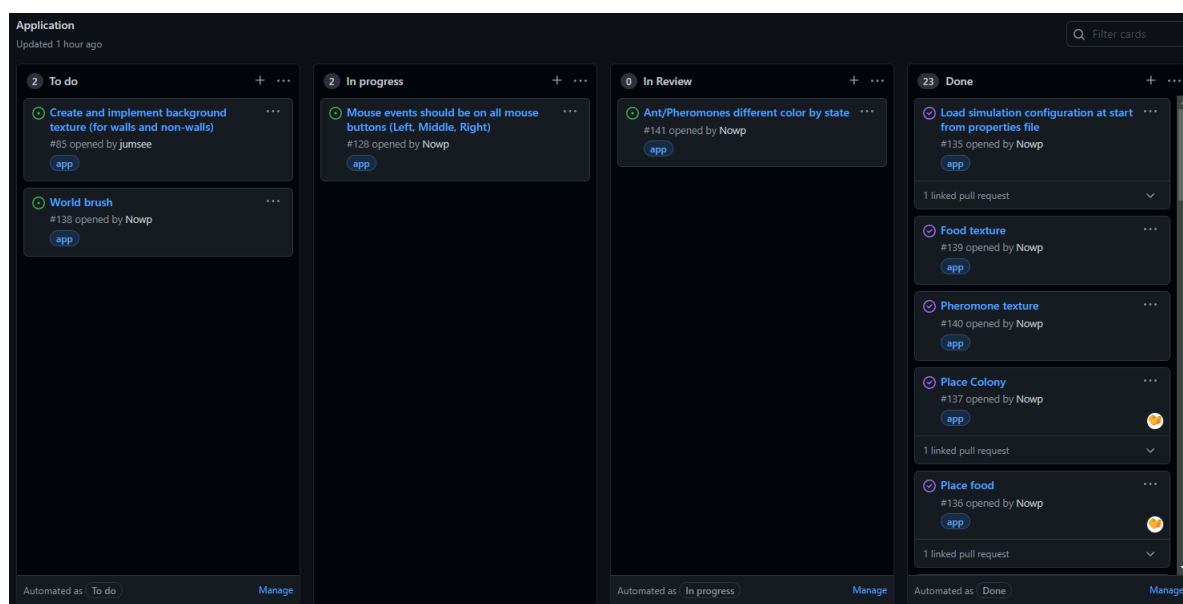 Application
Updated 1 hour ago
Filter cards
2 To do
Create and implement background
texture (for walls and non-walls)
#85 opened by jumsee
app
World brush
#138 opened by Nowp
app
Automated as To do Manage
2 In progress
Mouse events should be on all mouse
buttons (Left, Middle, Right)
#128 opened by Nowp
app
0 In Review
Ant/Pheromones different color by state
#141 opened by Nowp
app
Automated as In progress Manage
23 Done
Load simulation configuration at start
from properties file
#135 opened by Nowp
app
1 linked pull request
Food texture
#139 opened by Nowp
app
Pheromone texture
#140 opened by Nowp
app
Place Colony
#137 opened by Nowp
app
1 linked pull request
Place food
#136 opened by Nowp
app
1 linked pull request
Automated as Done Manage